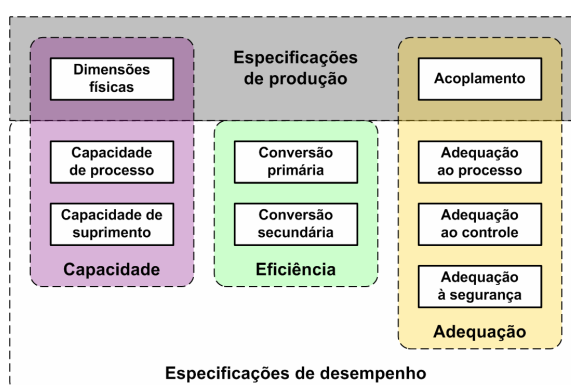 Especificações
de produção
Dimensões
físicas
Capacidade
de processo
Capacidade de
suprimento
Capacidade
Conversão
primária
Conversão
secundária
Eficiência
Acoplamento
Adequação
ao processo
Adequação
ao controle
Adequação
à segurança
Adequação
Especificações de desempenho